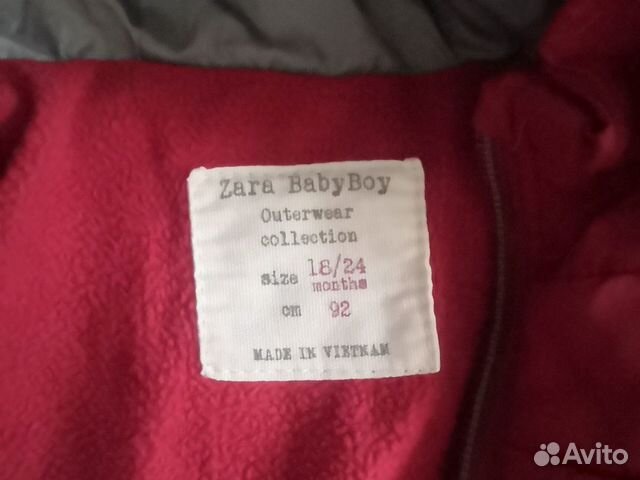 Zara BabyBoy
Outerwear
collection
size 18/24
months
cm 92
MADE IN VIETNAM
Avito